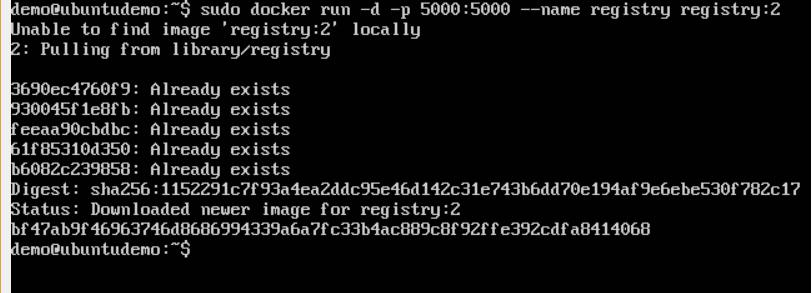 demo@ubuntudemo:~$ sudo docker run -d -p 5000:5000 --name registry registry:2
Unable to find image 'registry:2' locally
2: Pulling from library/registry
3690ec4760f9: Already exists
930045f1e8fb: Already exists
feeaa90cbdbc: Already exists
61f85310d350: Already exists
b6082c239858: Already exists
Digest: sha256:1152291c7f93a4ea2ddc95e46d142c31e743b6dd70e194af9e6ebe530f782c17
Status: Downloaded newer image for registry:2
bf47ab9f46963746d8686994339a6a7fc33b4ac889c8f92ffe392cdfa8414068
demo@ubuntudemo:~$